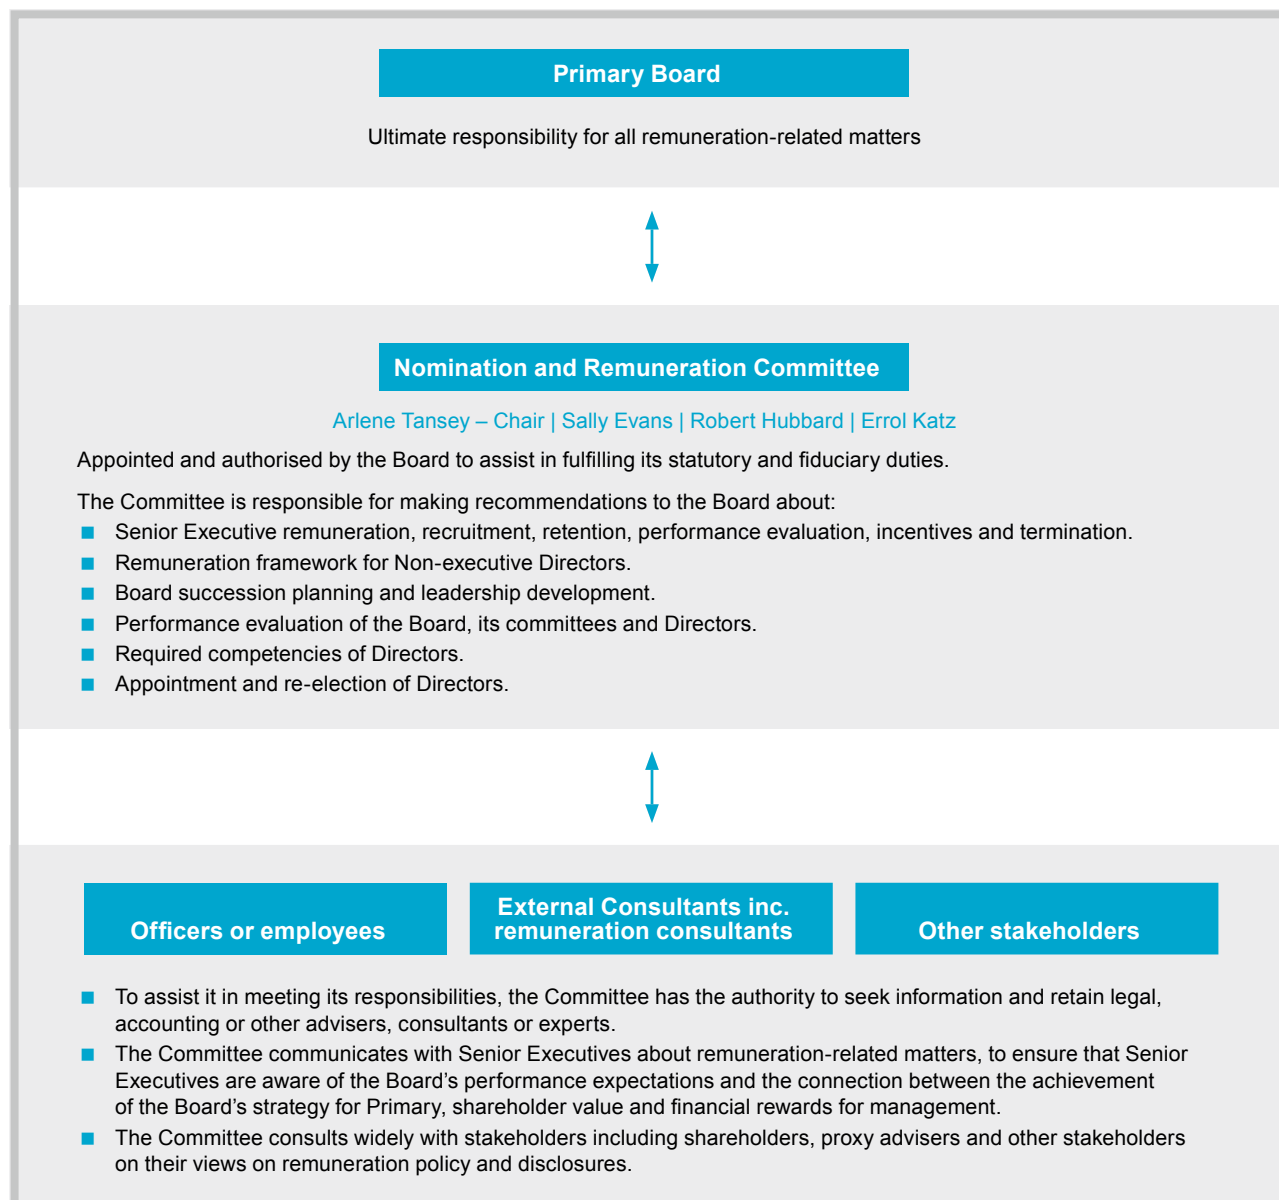 Primary Board
Ultimate responsibility for all remuneration-related matters
Nomination and Remuneration Committee
Arlene Tansey – Chair | Sally Evans | Robert Hubbard | Errol Katz
Appointed and authorised by the Board to assist in fulfilling its statutory and fiduciary duties.
The Committee is responsible for making recommendations to the Board about:
■ Senior Executive remuneration, recruitment, retention, performance evaluation, incentives and termination.
■ Remuneration framework for Non-executive Directors.
■ Board succession planning and leadership development.
■ Performance evaluation of the Board, its committees and Directors.
■ Required competencies of Directors.
■ Appointment and re-election of Directors.
Officers or employees
External Consultants inc.
remuneration consultants
Other stakeholders
■ To assist it in meeting its responsibilities, the Committee has the authority to seek information and retain legal,
accounting or other advisers, consultants or experts.
■ The Committee communicates with Senior Executives about remuneration-related matters, to ensure that Senior
Executives are aware of the Board’s performance expectations and the connection between the achievement
of the Board’s strategy for Primary, shareholder value and financial rewards for management.
■ The Committee consults widely with stakeholders including shareholders, proxy advisers and other stakeholders
on their views on remuneration policy and disclosures.